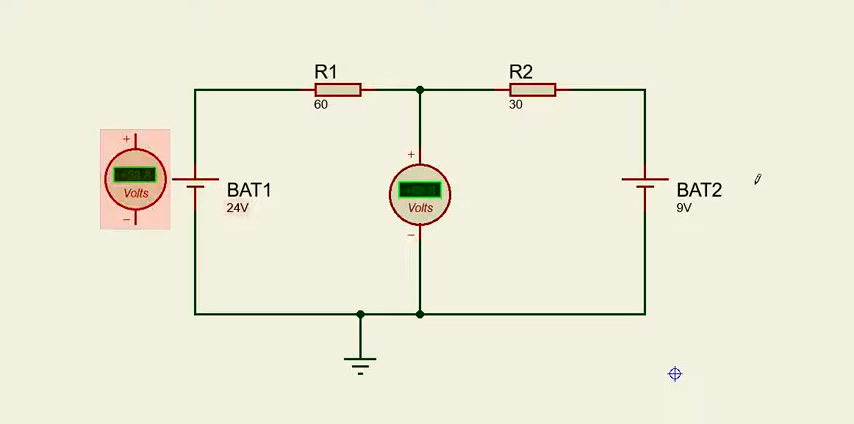 R1
60
R2
30
+
Volts
−
BAT1
24V
+
Volts
−
BAT2
9V